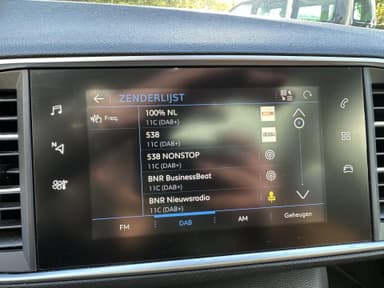 ZENDERLIJST
Freq.
100% NL
11C (DAB+)
538
11C (DAB+)
538 NONSTOP
11C (DAB+)
BNR BusinessBeat
11C (DAB+)
BNR Nieuwsradio
11C (DAB+)
FM
DAB
AM
Geheugen